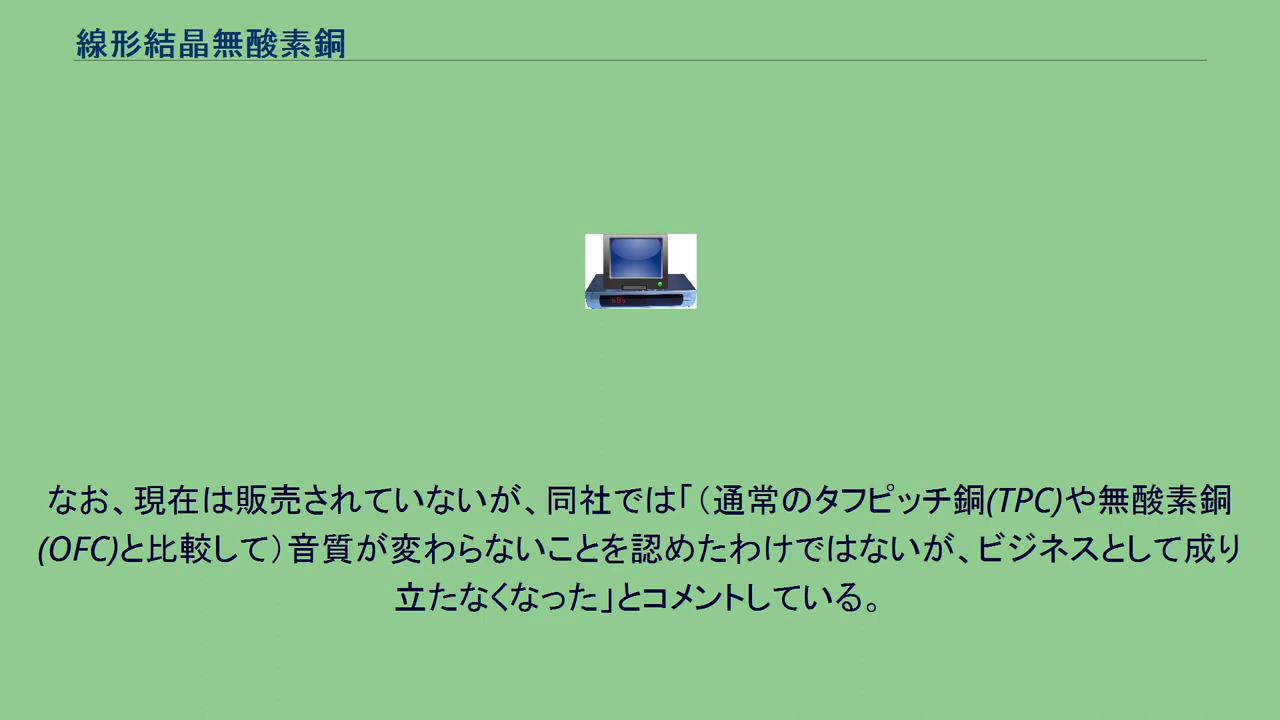 線形結晶無酸素銅
686
なお、現在は販売されていないが、同社では「（通常のタフピッチ銅(TPC)や無酸素銅
(OFC)と比較して）音質が変わらないことを認めたわけではないが、ビジネスとして成り
立たなくなった」とコメントしている。